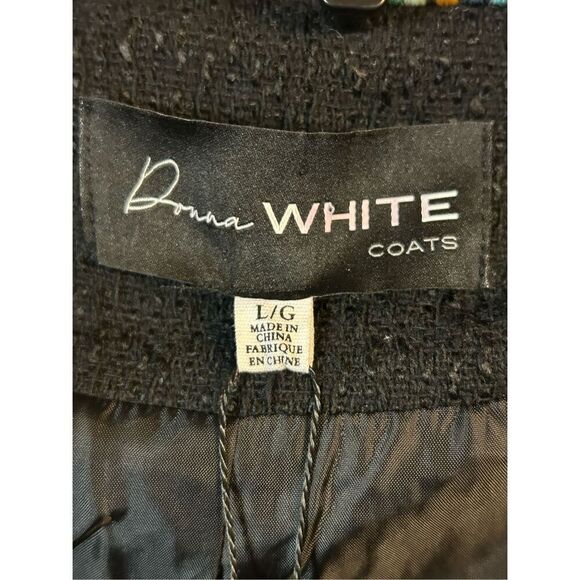 Donna WHITE
COATS
L/G
MADE IN
CHINA
FABRIQUE
EN CHINE